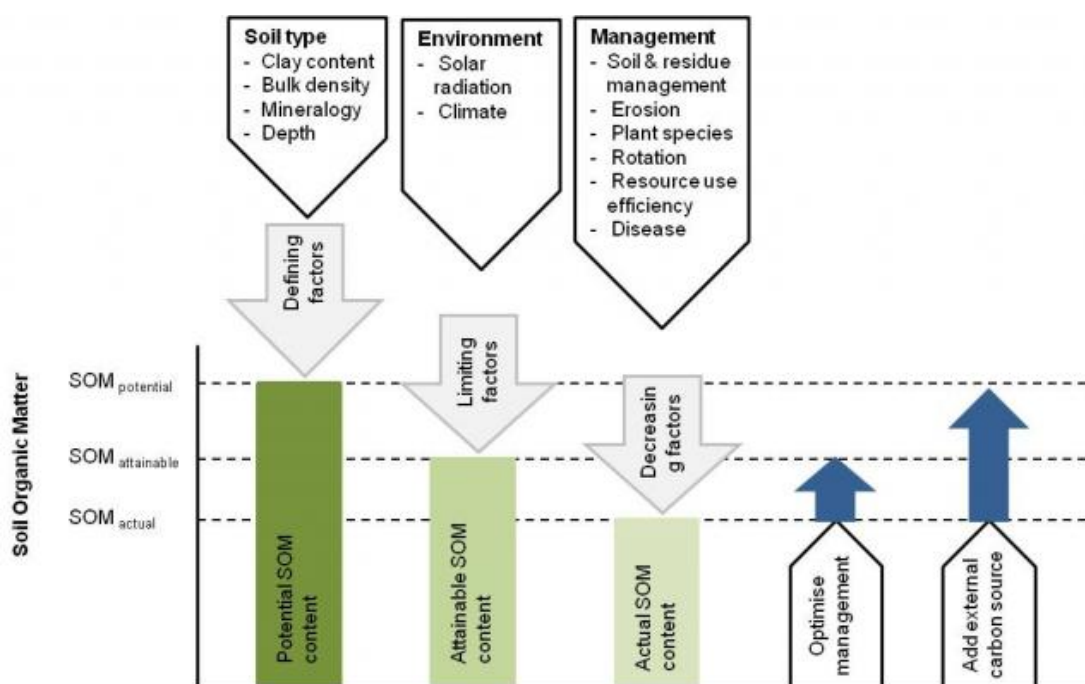 Soil type
- Clay content
- Bulk density
- Mineralogy
- Depth
Environment
- Solar
radiation
- Climate
Management
- Soil & residue
management
- Erosion
- Plant species
- Rotation
- Resource use
efficiency
- Disease
Defining
factors
Limiting
factors
Decreasin
g factors
Soil Organic Matter
SOM potential
SOM attainable
SOM actual
Potential SOM
content
Attainable SOM
content
Actual SOM
content
Optimise
management
Add external
carbon source